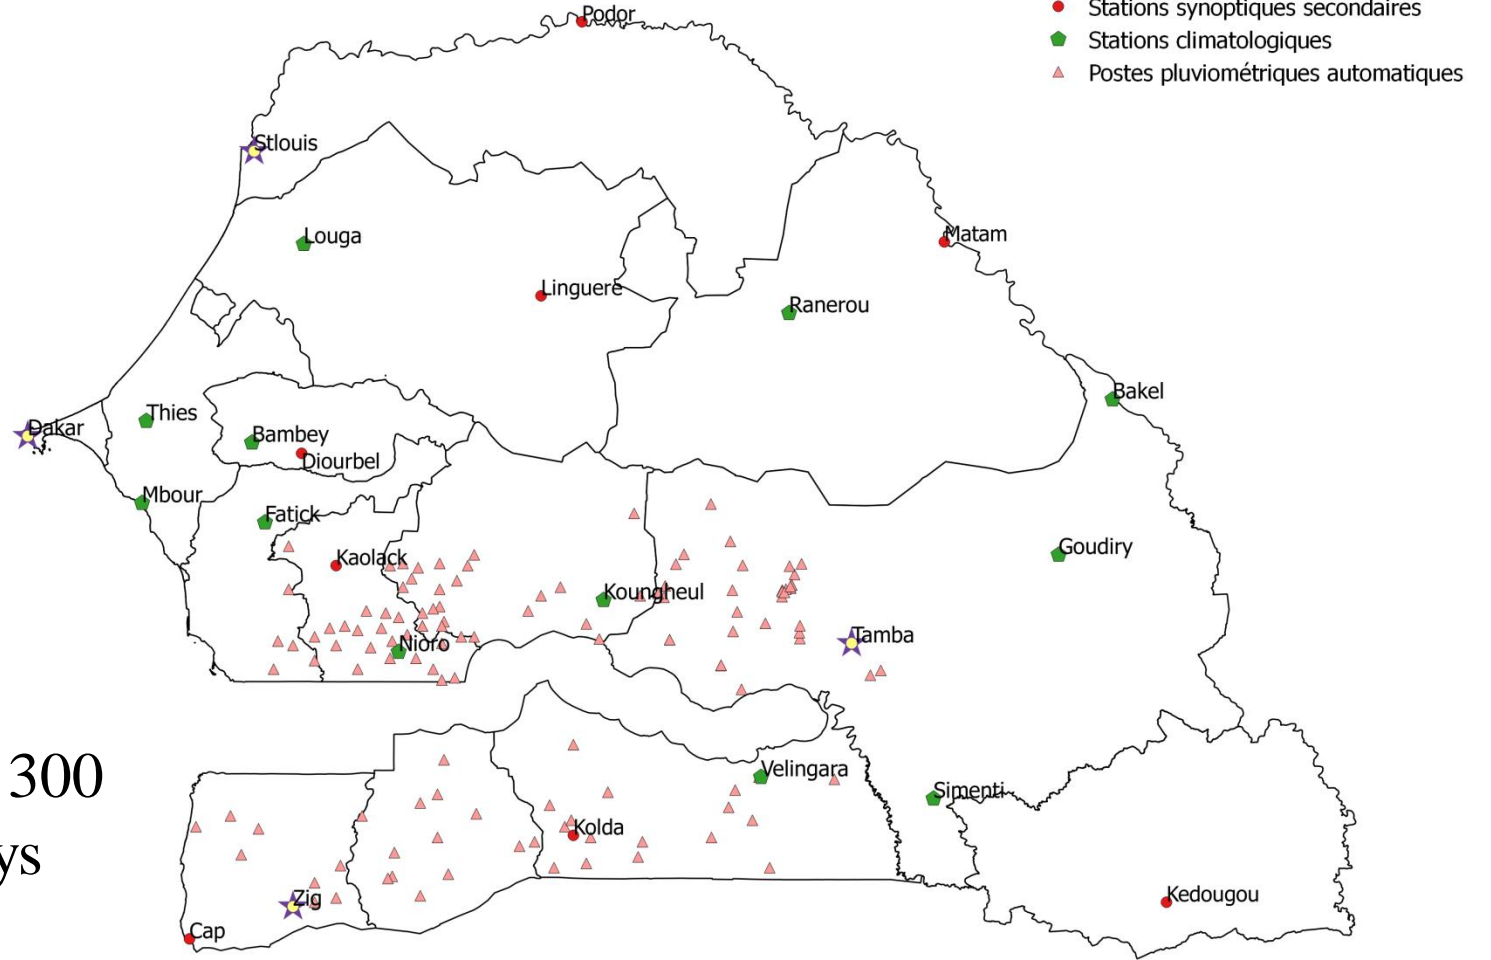 Podor
Stations synoptiques secondaires
Stations climatologiques
Postes pluviométriques automatiques
Stlouis
Louga
Matam
Linguere
Ranerou
Bakel
Thies
Dakar
Bambey
Diourbel
Mbour
Fatick
Kaolack
Goudiry
Koungheul
Nioro
Tamba
300
Velingara
Simenti
Kolda
ys
Zig
Kedougou
Cap